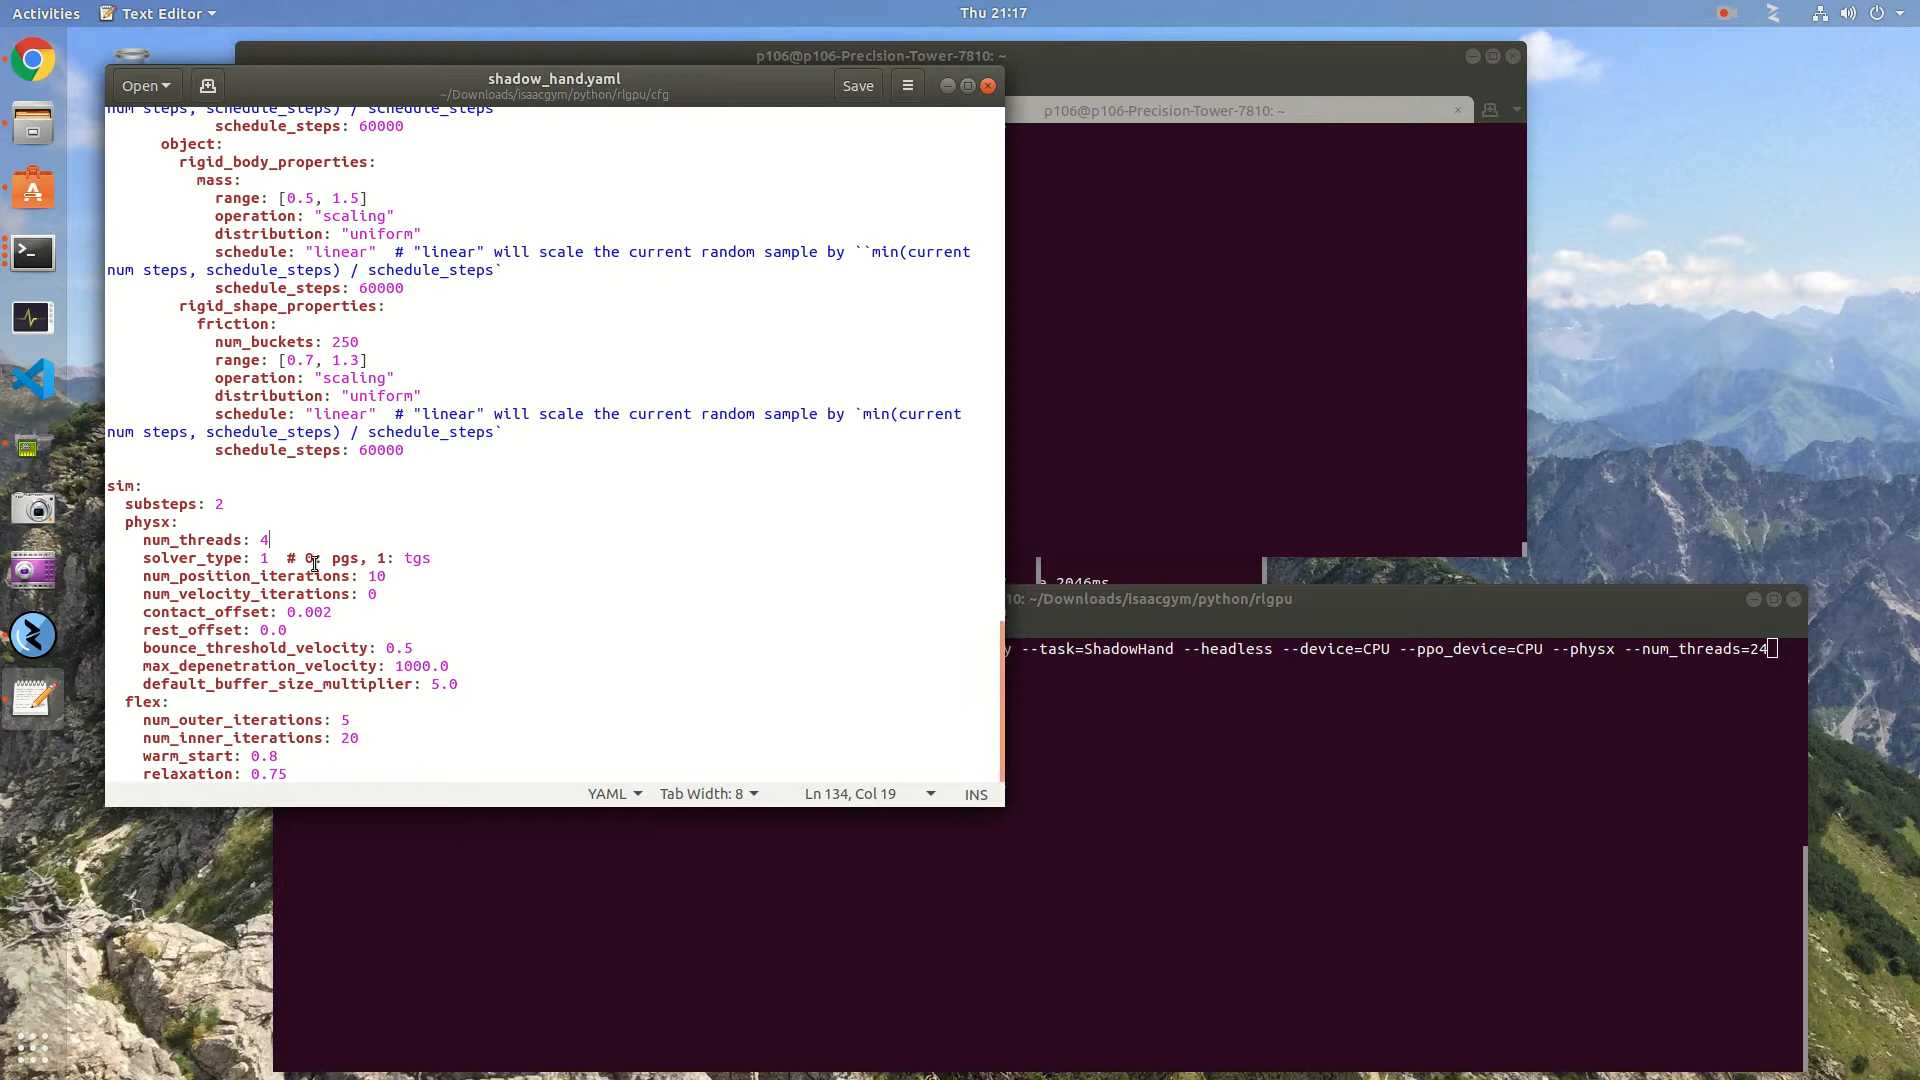 Activities
Text Editor
Thu 21:17
p106@p106-Precision-Tower-7810: ~
Open
shadow_hand.yaml
~/Downloads/isaacgym/python/rlgpu/cfg
Save
p106@p106-Precision-Tower-7810: ~
num steps, schedule_steps) / schedule_steps`
schedule_steps: 60000
object:
rigid_body_properties:
mass:
range: [0.5, 1.5]
operation: "scaling"
distribution: "uniform"
schedule: "linear"  # "linear" will scale the current random sample by ``min(current
num steps, schedule_steps) / schedule_steps`
schedule_steps: 60000
rigid_shape_properties:
friction:
num_buckets: 250
range: [0.7, 1.3]
operation: "scaling"
distribution: "uniform"
schedule: "linear"  # "linear" will scale the current random sample by `min(current
num steps, schedule_steps) / schedule_steps`
schedule_steps: 60000
sim:
substeps: 2
physx:
num_threads: 4
solver_type: 1  # 0: pgs, 1: tgs
num_position_iterations: 10
num_velocity_iterations: 0
contact_offset: 0.002
rest_offset: 0.0
bounce_threshold_velocity: 0.5
max_depenetration_velocity: 1000.0
default_buffer_size_multiplier: 5.0
flex:
num_outer_iterations: 5
num_inner_iterations: 20
warm_start: 0.8
relaxation: 0.75
YAML
Tab Width: 8
Ln 134, Col 19
INS
2046ms
10: ~/Downloads/isaacgym/python/rlgpu
y --task=ShadowHand --headless --device=CPU --ppo_device=CPU --physx --num_threads=24